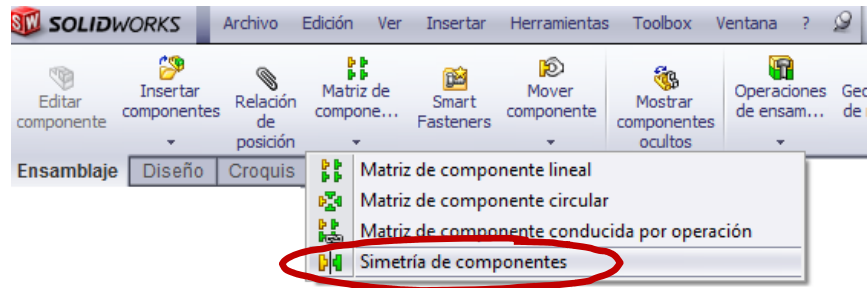 SOLIDWORKS Archivo Edición Ver Insertar Herramientas Toolbox Ventana ?
Editar componente
Insertar componentes
Relación de posición
Matriz de compone...
Smart Fasteners
Mover componente
Mostrar componentes ocultos
Operaciones de ensam...
Geo
de
Ensamblaje Diseño Croquis
Matriz de componente lineal
Matriz de componente circular
Matriz de componente conducida por operación
Simetría de componentes